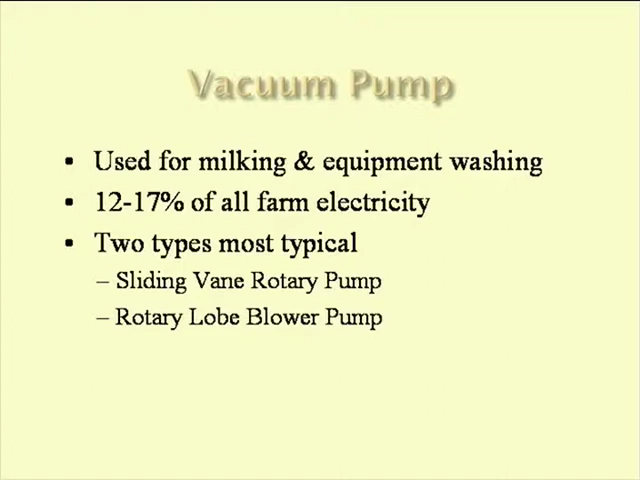 Vacuum Pump
• Used for milking & equipment washing
• 12-17% of all farm electricity
• Two types most typical
– Sliding Vane Rotary Pump
– Rotary Lobe Blower Pump